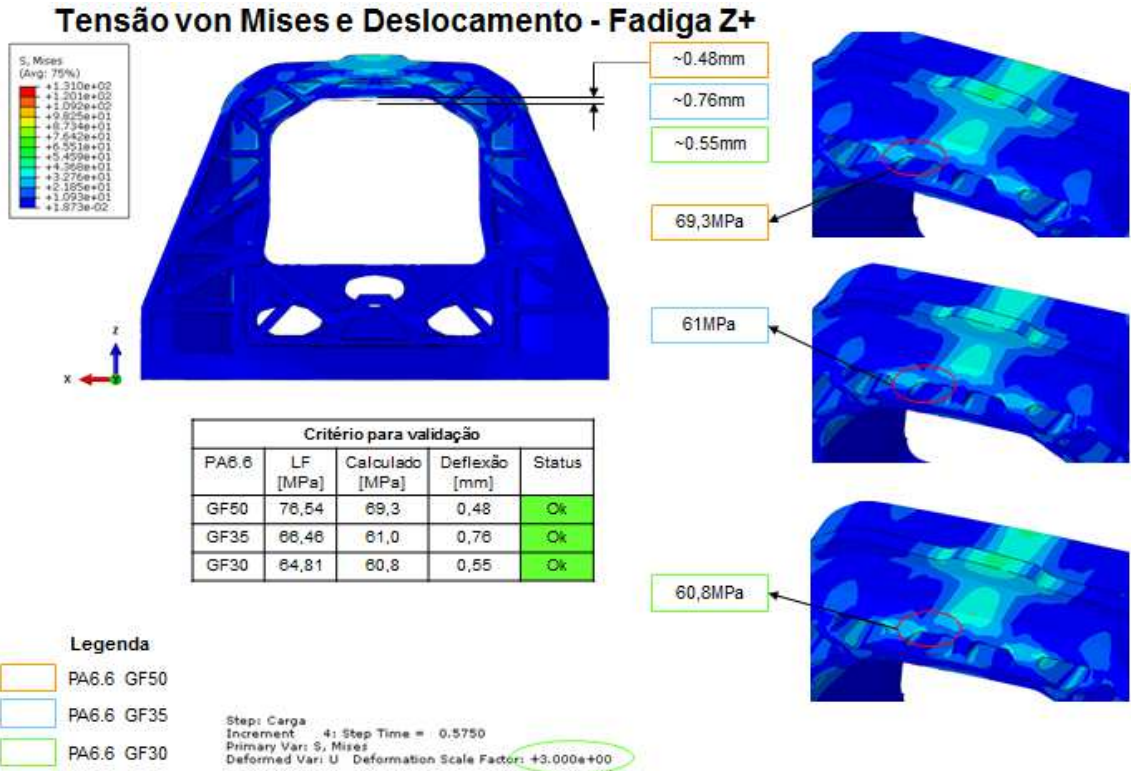 Tensão von Mises e Deslocamento - Fadiga Z+
S, Mises
(Avg: 75%)
+1.310e+02
+1.201e+02
+1.092e+02
+9.825e+01
+8.734e+01
+7.642e+01
+6.551e+01
+5.459e+01
+4.368e+01
+3.276e+01
+2.185e+01
+1.093e+01
+1.873e-02
~0.48mm
~0.76mm
~0.55mm
69,3MPa
61MPa
60,8MPa
Z
X
Y
Critério para validação
PA6.6 LF [MPa] Calculado [MPa] Deflexão [mm] Status
GF50 76,54 69,3 0,48 Ok
GF35 66,46 61,0 0,76 Ok
GF30 64,81 60,8 0,55 Ok
Legenda
PA6.6 GF50
PA6.6 GF35
PA6.6 GF30
Step: Carga
Increment 4: Step Time = 0.5750
Primary Var: S, Mises
Deformed Var: U Deformation Scale Factor: +3.000e+00